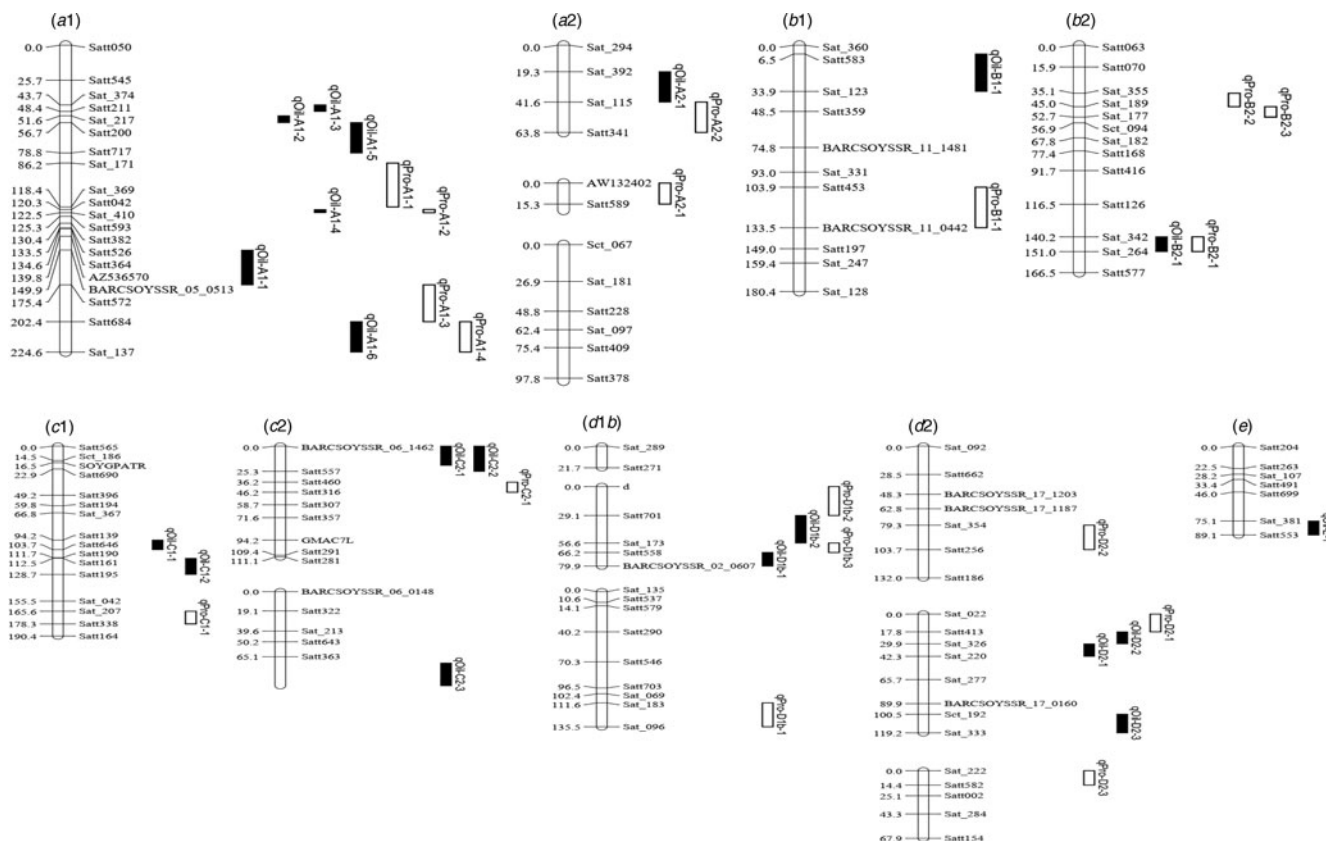 (a1)
0.0 Satt050
25.7 Satt545
43.7 Sat_374
48.4 Satt211
51.6 Sat_217
56.7 Satt200
78.8 Satt717
86.2 Sat_171
118.4 Sat_369
120.3 Satt042
122.5 Sat_410
125.3 Satt593
130.4 Satt382
133.5 Satt526
134.6 Satt364
139.8 AZ536570
149.9 BARCSOYSSR_05_0513
175.4 Satt572
202.4 Satt684
224.6 Sat_137
qOil-A1-1
qOil-A1-2
qOil-A1-3
qOil-A1-4
qOil-A1-5
qOil-A1-6
qPro-A1-1
qPro-A1-2
qPro-A1-3
qPro-A1-4
(a2)
0.0 Sat_294
19.3 Sat_392
41.6 Sat_115
63.8 Satt341
0.0 AW132402
15.3 Satt589
0.0 Sct_067
26.9 Sat_181
48.8 Satt228
62.4 Sat_097
75.4 Satt409
97.8 Satt378
qOil-A2-1
qPro-A2-2
qPro-A2-1
(b1)
0.0 Sat_360
6.5 Satt583
33.9 Sat_123
48.5 Satt359
74.8 BARCSOYSSR_11_1481
93.0 Sat_331
103.9 Satt453
133.5 BARCSOYSSR_11_0442
149.0 Satt197
159.4 Sat_247
180.4 Sat_128
qOil-B1-1
qPro-B1-1
(b2)
0.0 Satt063
15.9 Satt070
35.1 Sat_355
45.0 Sat_189
52.7 Sat_177
56.9 Sct_094
67.8 Sat_182
77.4 Satt168
91.7 Satt416
116.5 Satt126
140.2 Sat_342
151.0 Sat_264
166.5 Satt577
qPro-B2-2
qPro-B2-3
qOil-B2-1
qPro-B2-1
(c1)
0.0 Satt565
14.5 Sct_186
16.5 SOYGPATR
22.9 Satt690
49.2 Satt396
59.8 Satt194
66.8 Sat_367
94.2 Satt139
103.7 Satt646
111.7 Satt190
112.5 Satt161
128.7 Satt195
155.5 Sat_042
165.6 Sat_207
178.3 Satt338
190.4 Satt164
qOil-C1-1
qOil-C1-2
qPro-C1-1
(c2)
0.0 BARCSOYSSR_06_1462
25.3 Satt557
36.2 Satt460
46.2 Satt316
58.7 Satt307
71.6 Satt357
94.2 GMAC7L
109.4 Satt291
111.1 Satt281
0.0 BARCSOYSSR_06_0148
19.1 Satt322
39.6 Sat_213
50.2 Satt643
65.1 Satt363
qOil-C2-1
qOil-C2-2
qPro-C2-1
qOil-C2-3
(d1b)
0.0 Sat_289
21.7 Satt271
0.0 d
29.1 Satt701
56.6 Sat_173
66.2 Satt558
79.9 BARCSOYSSR_02_0607
0.0 Sat_135
10.6 Satt537
14.1 Satt579
40.2 Satt290
70.3 Satt546
96.5 Satt703
102.4 Sat_069
111.6 Sat_183
135.5 Sat_096
qPro-D1b-2
qOil-D1b-2
qPro-D1b-3
qOil-D1b-1
qPro-D1b-1
(d2)
0.0 Sat_092
28.5 Satt662
48.3 BARCSOYSSR_17_1203
62.8 BARCSOYSSR_17_1187
79.3 Sat_354
103.7 Satt256
132.0 Satt186
0.0 Sat_022
17.8 Satt413
29.9 Sat_326
42.3 Sat_220
65.7 Sat_277
89.9 BARCSOYSSR_17_0160
100.5 Sct_192
119.2 Sat_333
0.0 Sat_222
14.4 Satt582
25.1 Satt002
43.3 Sat_284
67.9 Satt154
qPro-D2-2
qPro-D2-1
qOil-D2-2
qOil-D2-1
qOil-D2-3
qPro-D2-3
(e)
0.0 Satt204
22.5 Satt263
28.2 Sat_107
33.4 Satt491
46.0 Satt699
75.1 Sat_381
89.1 Satt553